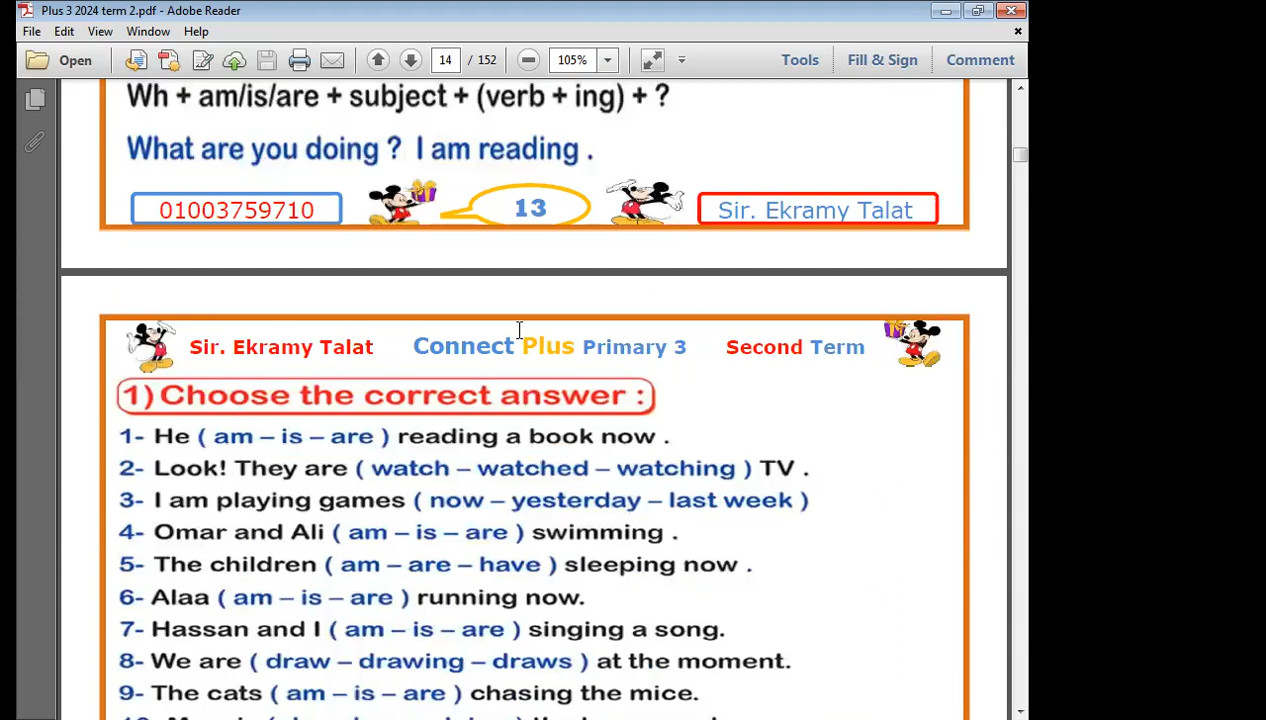 Plus 3 2024 term 2.pdf - Adobe Reader
File Edit View Window Help
Open 14 / 152 105% Tools Fill & Sign Comment
Wh + am/is/are + subject + (verb + ing) + ?
What are you doing ? I am reading .
01003759710 13 Sir. Ekramy Talat
Sir. Ekramy Talat Connect Plus Primary 3 Second Term
1) Choose the correct answer :
1- He ( am – is – are ) reading a book now .
2- Look! They are ( watch – watched – watching ) TV .
3- I am playing games ( now – yesterday – last week )
4- Omar and Ali ( am – is – are ) swimming .
5- The children ( am – are – have ) sleeping now .
6- Alaa ( am – is – are ) running now.
7- Hassan and I ( am – is – are ) singing a song.
8- We are ( draw – drawing – draws ) at the moment.
9- The cats ( am – is – are ) chasing the mice.